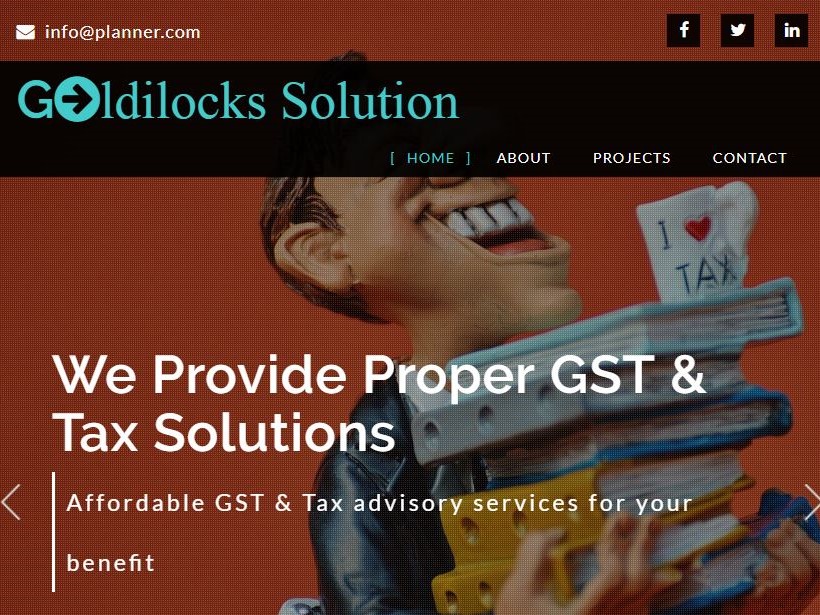 info@planner.com
Goldilocks Solution
[ HOME ] ABOUT PROJECTS CONTACT
I ♥
TAX
We Provide Proper GST &
Tax Solutions
Affordable GST & Tax advisory services for your
benefit